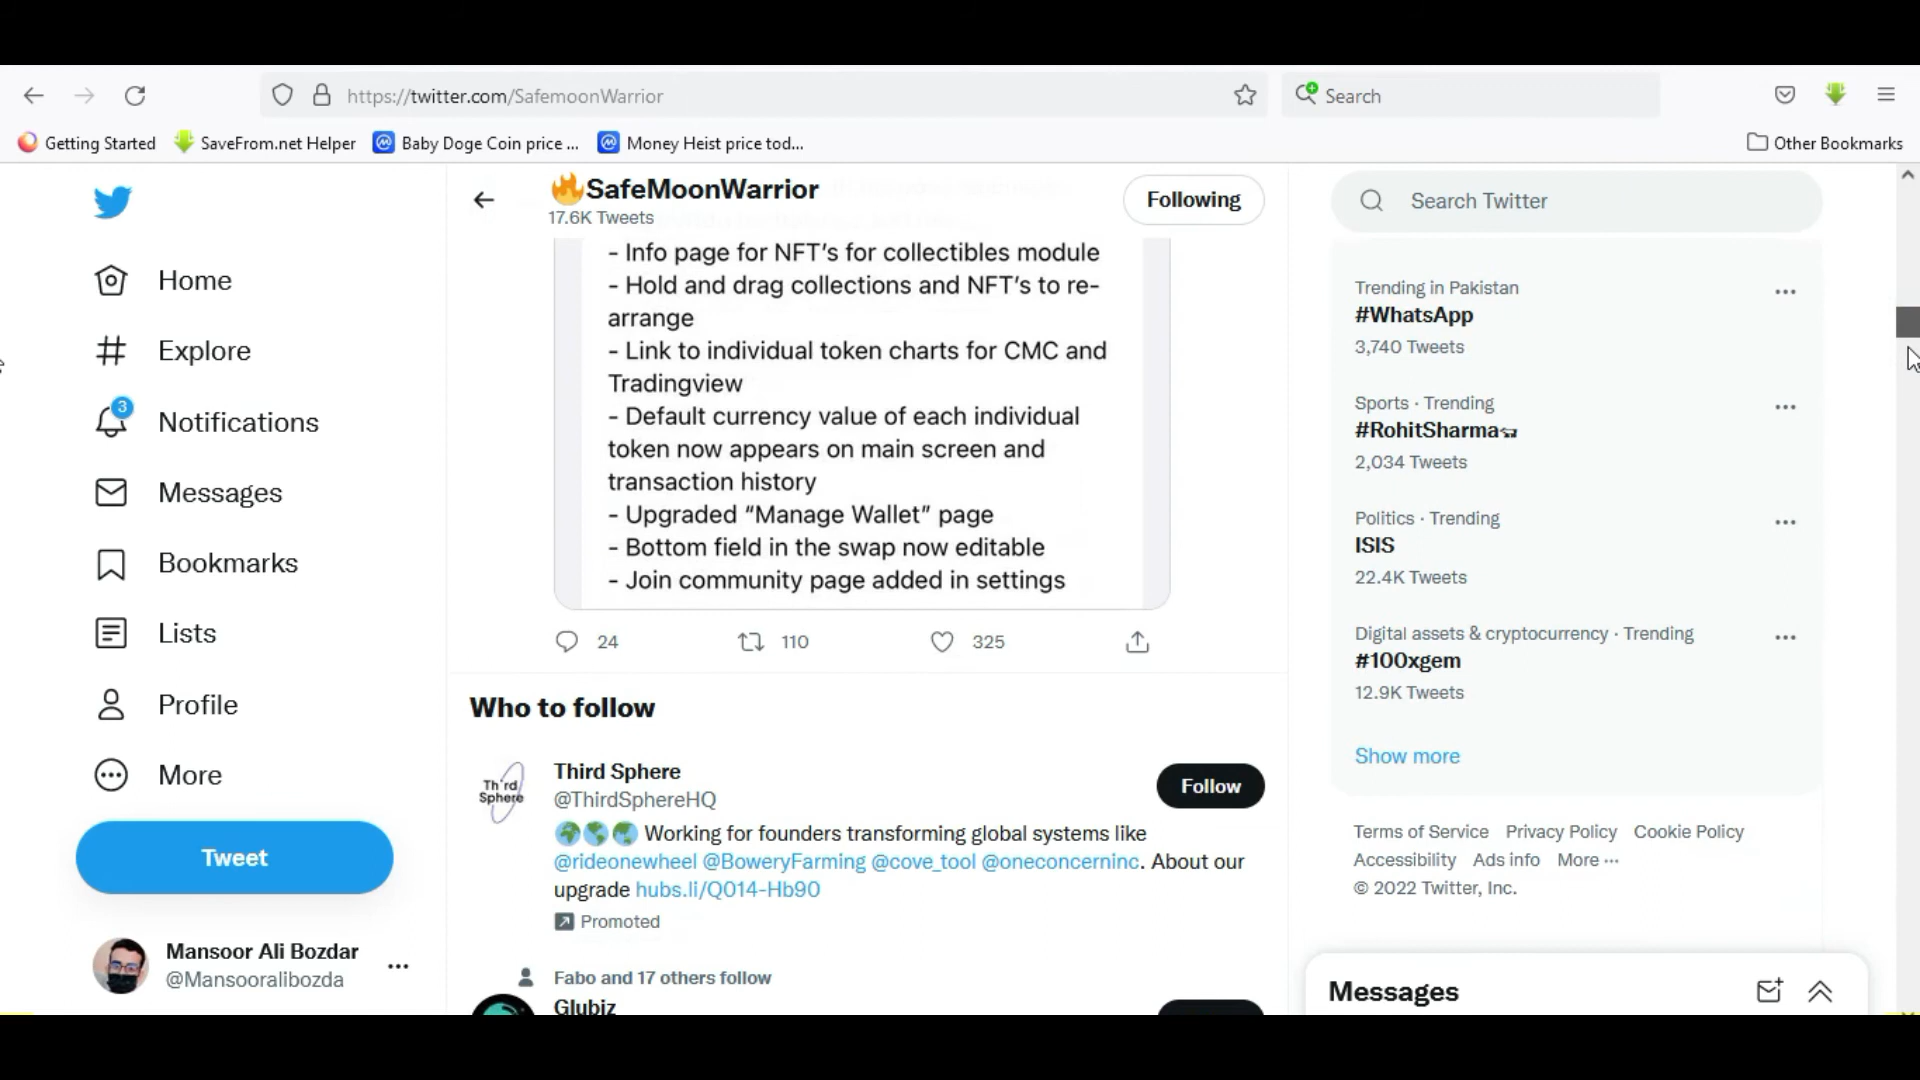 https://twitter.com/SafemoonWarrior
Search
Getting Started
SaveFrom.net Helper
Baby Doge Coin price ...
Money Heist price tod...
Other Bookmarks
Home
Explore
3
Notifications
Messages
Bookmarks
Lists
Profile
More
Tweet
Mansoor Ali Bozdar
@Mansooralibozda
🔥SafeMoonWarrior
17.6K Tweets
Following
- Info page for NFT's for collectibles module
- Hold and drag collections and NFT's to re-
arrange
- Link to individual token charts for CMC and
Tradingview
- Default currency value of each individual
token now appears on main screen and
transaction history
- Upgraded “Manage Wallet” page
- Bottom field in the swap now editable
- Join community page added in settings
24
110
325
Who to follow
Th'rd
Sphere
Third Sphere
@ThirdSphereHQ
Follow
🌍🌎🌏 Working for founders transforming global systems like
@rideonewheel @BoweryFarming @cove_tool @oneconcerninc. About our
upgrade hubs.li/Q014-Hb90
Promoted
Fabo and 17 others follow
Glubiz
Search Twitter
Trending in Pakistan
#WhatsApp
3,740 Tweets
Sports · Trending
#RohitSharma
2,034 Tweets
Politics · Trending
ISIS
22.4K Tweets
Digital assets & cryptocurrency · Trending
#100xgem
12.9K Tweets
Show more
Terms of Service Privacy Policy Cookie Policy
Accessibility Ads info More ···
© 2022 Twitter, Inc.
Messages